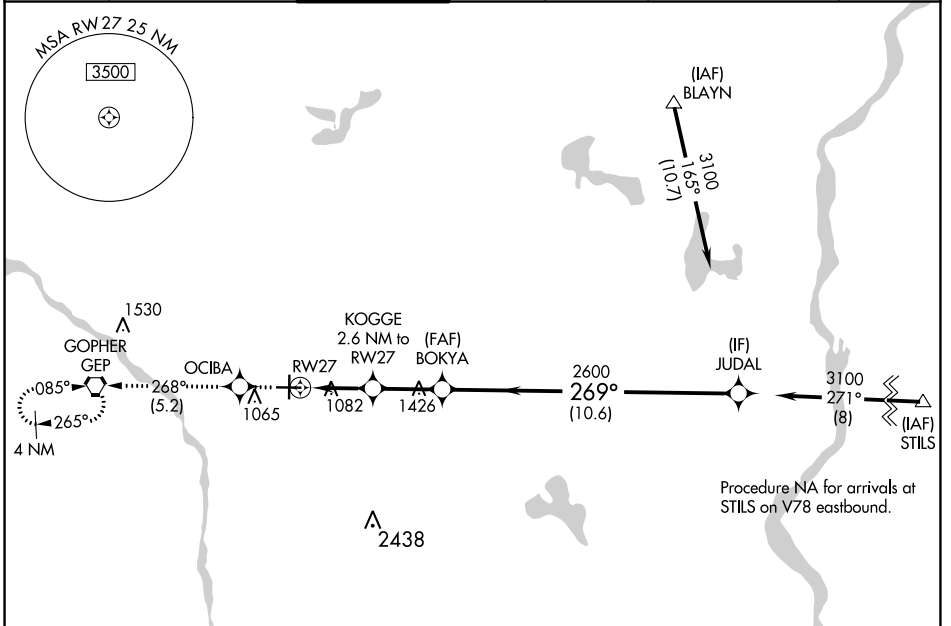 MSA RW27 25 NM
3500
(IAF)
BLAYN
3100
165°
(10.7)
1530
GOPHER
GEP
OCIBA
RW27
KOGGE
2.6 NM to
RW27
(FAF)
BOKYA
(IF)
JUDAL
085°
268°
(5.2)
265°
4 NM
1065
1082
1426
2600
269°
(10.6)
3100
271°
(8)
(IAF)
STILS
Procedure NA for arrivals at
STILS on V78 eastbound.
2438